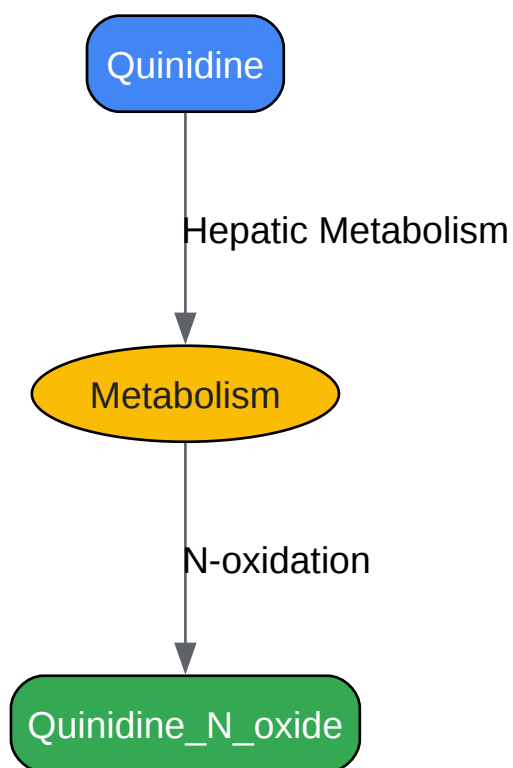 Quinidine
Hepatic Metabolism
Metabolism
N-oxidation
Quinidine_N_oxide